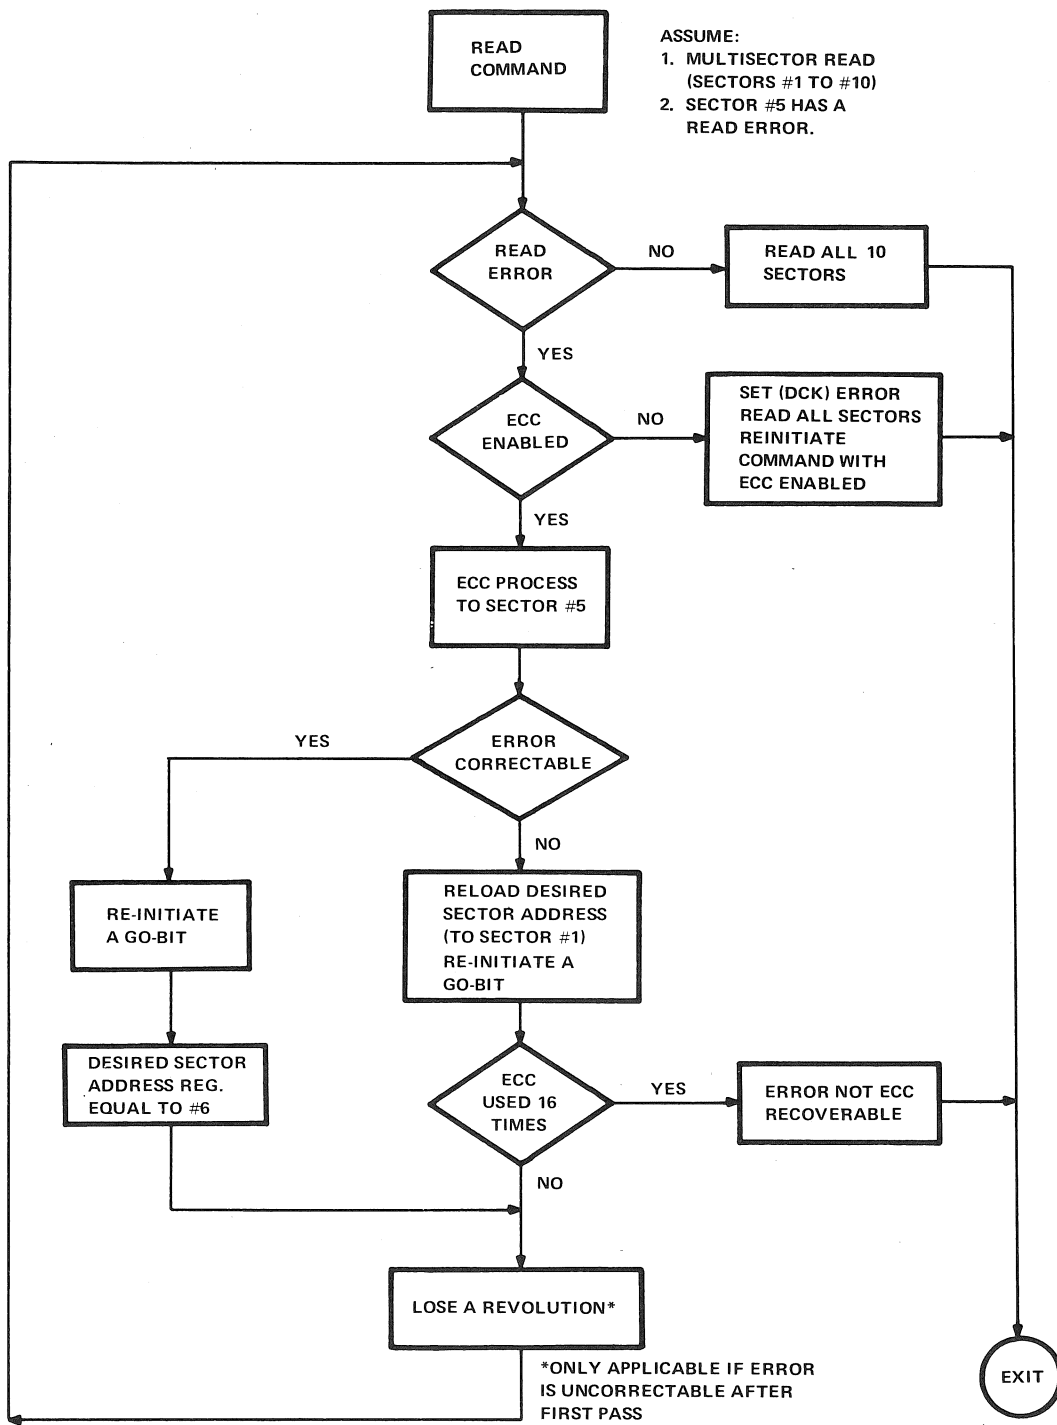 READ
COMMAND
ASSUME:
1. MULTISECTOR READ
(SECTORS #1 TO #10)
2. SECTOR #5 HAS A
READ ERROR.
READ
ERROR
NO
READ ALL 10
SECTORS
YES
ECC
ENABLED
NO
SET (DCK) ERROR
READ ALL SECTORS
REINITIATE
COMMAND WITH
ECC ENABLED
YES
ECC PROCESS
TO SECTOR #5
ERROR
CORRECTABLE
YES
NO
RE-INITIATE
A GO-BIT
RELOAD DESIRED
SECTOR ADDRESS
(TO SECTOR #1)
RE-INITIATE A
GO-BIT
DESIRED SECTOR
ADDRESS REG.
EQUAL TO #6
ECC
USED 16
TIMES
YES
ERROR NOT ECC
RECOVERABLE
NO
LOSE A REVOLUTION*
*ONLY APPLICABLE IF ERROR
IS UNCORRECTABLE AFTER
FIRST PASS
EXIT